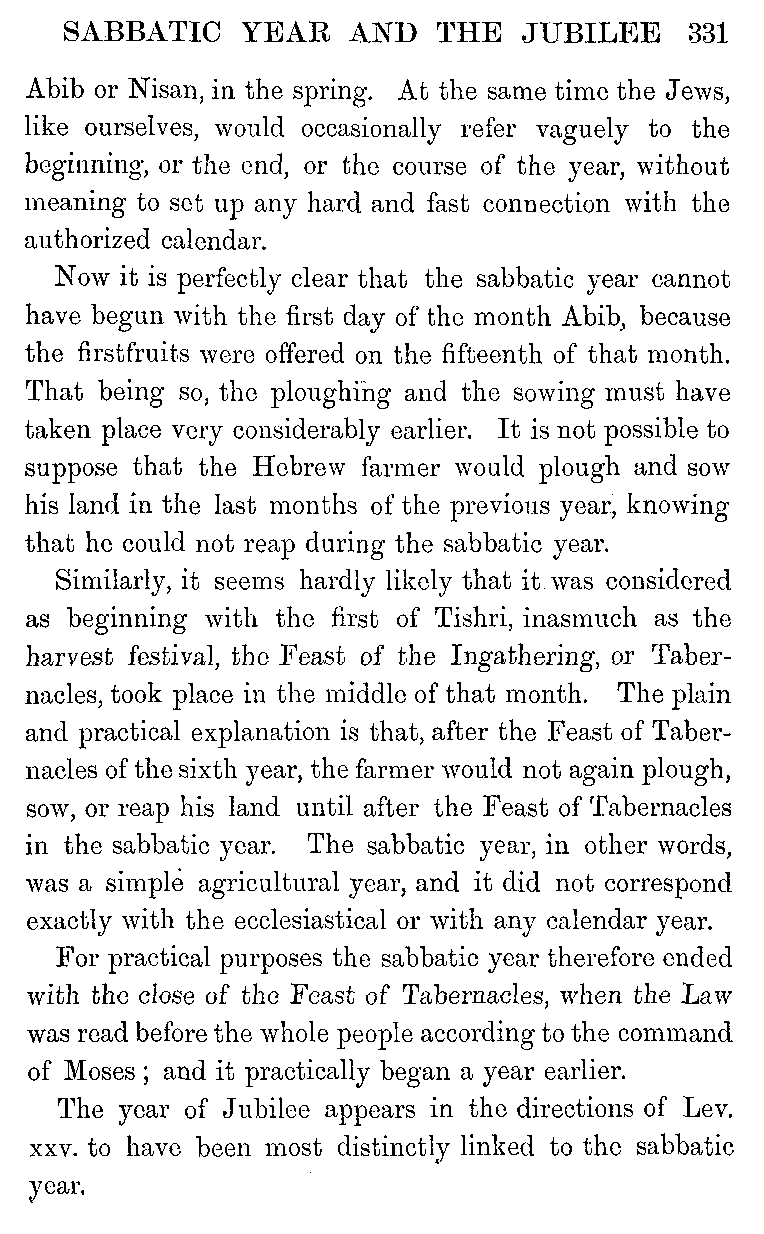 SABBATIC YEAR AND THE JUBILEE 331
Abib or Nisan, in the spring. At the same time the Jews,
like ourselves, would occasionally refer vaguely to the
beginning, or the end, or the course of the year, without
meaning to set up any hard and fast connection with the
authorized calendar.
Now it is perfectly clear that the sabbatic year cannot
have begun with the first day of the month Abib, because
the firstfruits were offered on the fifteenth of that month.
That being so, the ploughing and the sowing must have
taken place very considerably earlier. It is not possible to
suppose that the Hebrew farmer would plough and sow
his land in the last months of the previous year, knowing
that he could not reap during the sabbatic year.
Similarly, it seems hardly likely that it was considered
as beginning with the first of Tishri, inasmuch as the
harvest festival, the Feast of the Ingathering, or Taber-
nacles, took place in the middle of that month. The plain
and practical explanation is that, after the Feast of Taber-
nacles of the sixth year, the farmer would not again plough,
sow, or reap his land until after the Feast of Tabernacles
in the sabbatic year. The sabbatic year, in other words,
was a simple agricultural year, and it did not correspond
exactly with the ecclesiastical or with any calendar year.
For practical purposes the sabbatic year therefore ended
with the close of the Feast of Tabernacles, when the Law
was read before the whole people according to the command
of Moses ; and it practically began a year earlier.
The year of Jubilee appears in the directions of Lev.
xxv. to have been most distinctly linked to the sabbatic
year.